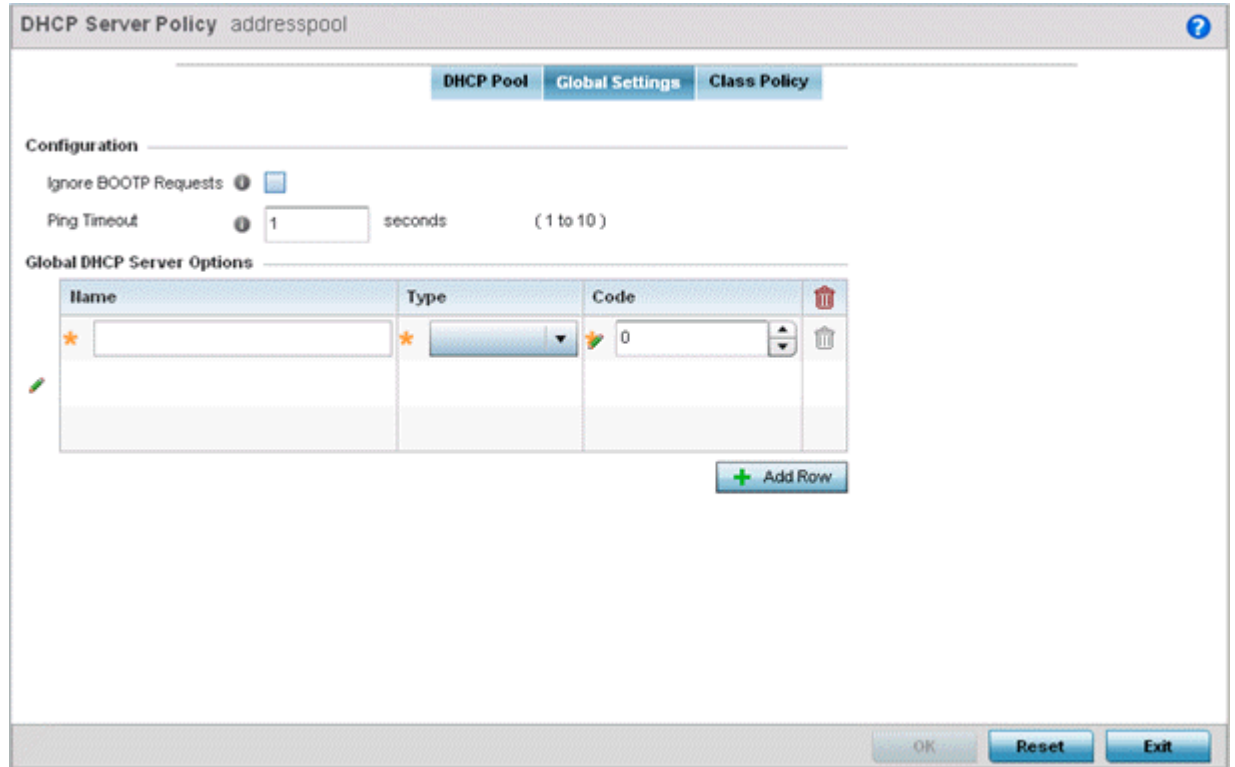 DHCP Server Policy addresspool ?
DHCP Pool Global Settings Class Policy
Configuration
Ignore BOOTP Requests i
Ping Timeout i 1 seconds ( 1 to 10 )
Global DHCP Server Options
Name Type Code
0
Add Row
OK Reset Exit